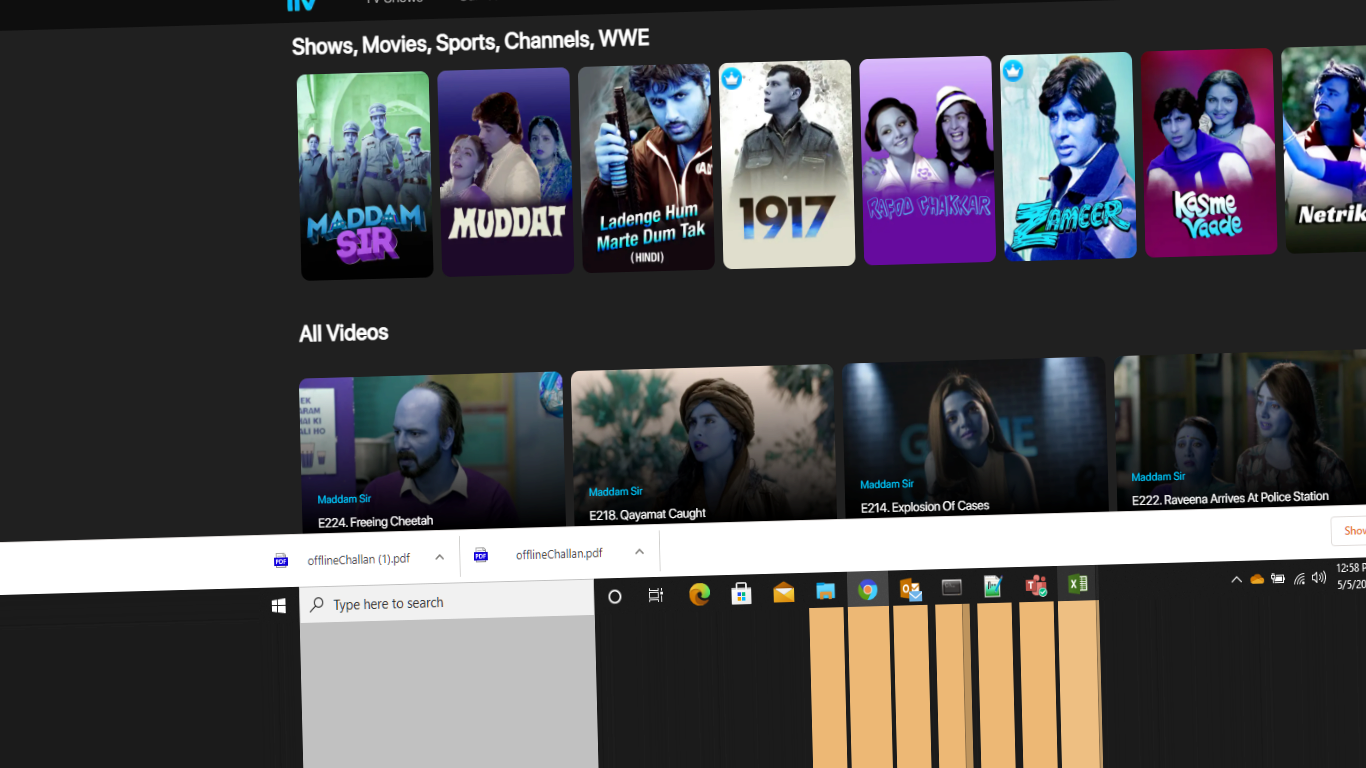 liv
TV Shows
Shows, Movies, Sports, Channels, WWE
MADDAM
SIR
MUDDAT
Ladenge Hum
Marte Dum Tak
(HINDI)
1917
RAFOO CHAKKAR
ZAMEER
Kasme
Vaade
Netrik
All Videos
EK
ARAM
HAI KI
ALI HO
Maddam Sir
E224. Freeing Cheetah
Maddam Sir
E218. Qayamat Caught
Maddam Sir
E214. Explosion Of Cases
Maddam Sir
E222. Raveena Arrives At Police Station
PDF
offlineChallan (1).pdf
PDF
offlineChallan.pdf
Show
Type here to search
12:58 P
5/5/20